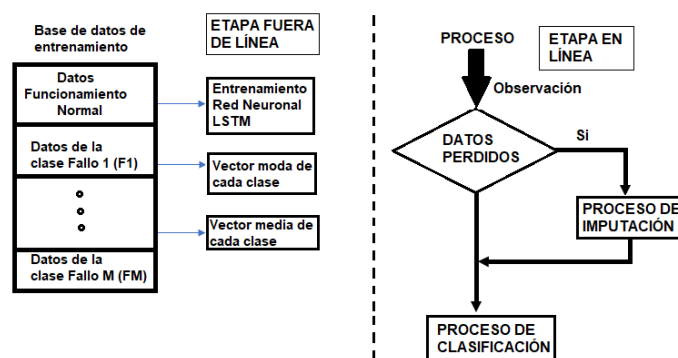 Base de datos de
entrenamiento
ETAPA FUERA
DE LÍNEA
Datos
Funcionamiento
Normal
Entrenamiento
Red Neuronal
LSTM
Datos de la
clase Fallo 1 (F1)
Vector moda de
cada clase
Vector media de
cada clase
Datos de la
clase Fallo M (FM)
PROCESO
ETAPA EN
LÍNEA
Observación
DATOS
PERDIDOS
Si
PROCESO DE
IMPUTACIÓN
PROCESO DE
CLASIFICACIÓN